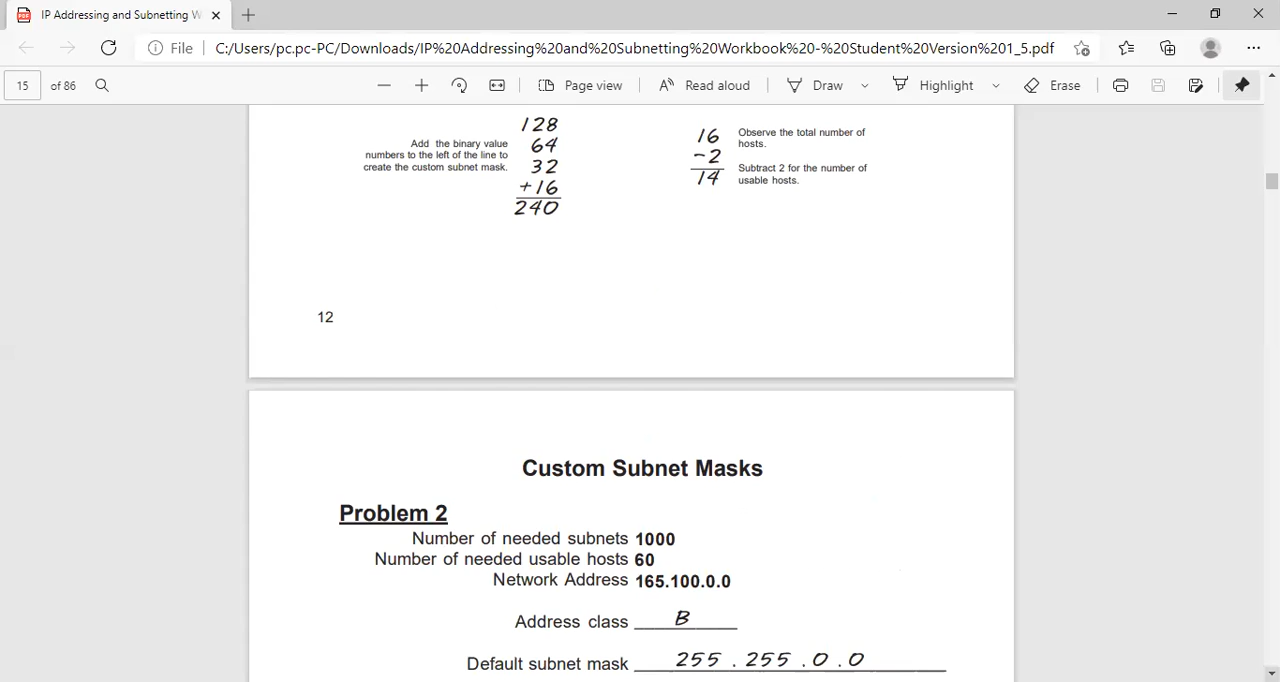 IP Addressing and Subnetting W
File C:/Users/pc.pc-PC/Downloads/IP%20Addressing%20and%20Subnetting%20Workbook%20-%20Student%20Version%201_5.pdf
15 of 86 Page view Read aloud Draw Highlight Erase
Add the binary value
numbers to the left of the line to
create the custom subnet mask.
128
64
32
+16
240
16
-2
14
Observe the total number of
hosts.
Subtract 2 for the number of
usable hosts.
12
Custom Subnet Masks
Problem 2
Number of needed subnets 1000
Number of needed usable hosts 60
Network Address 165.100.0.0
Address class B
Default subnet mask 255 . 255 . 0 . 0